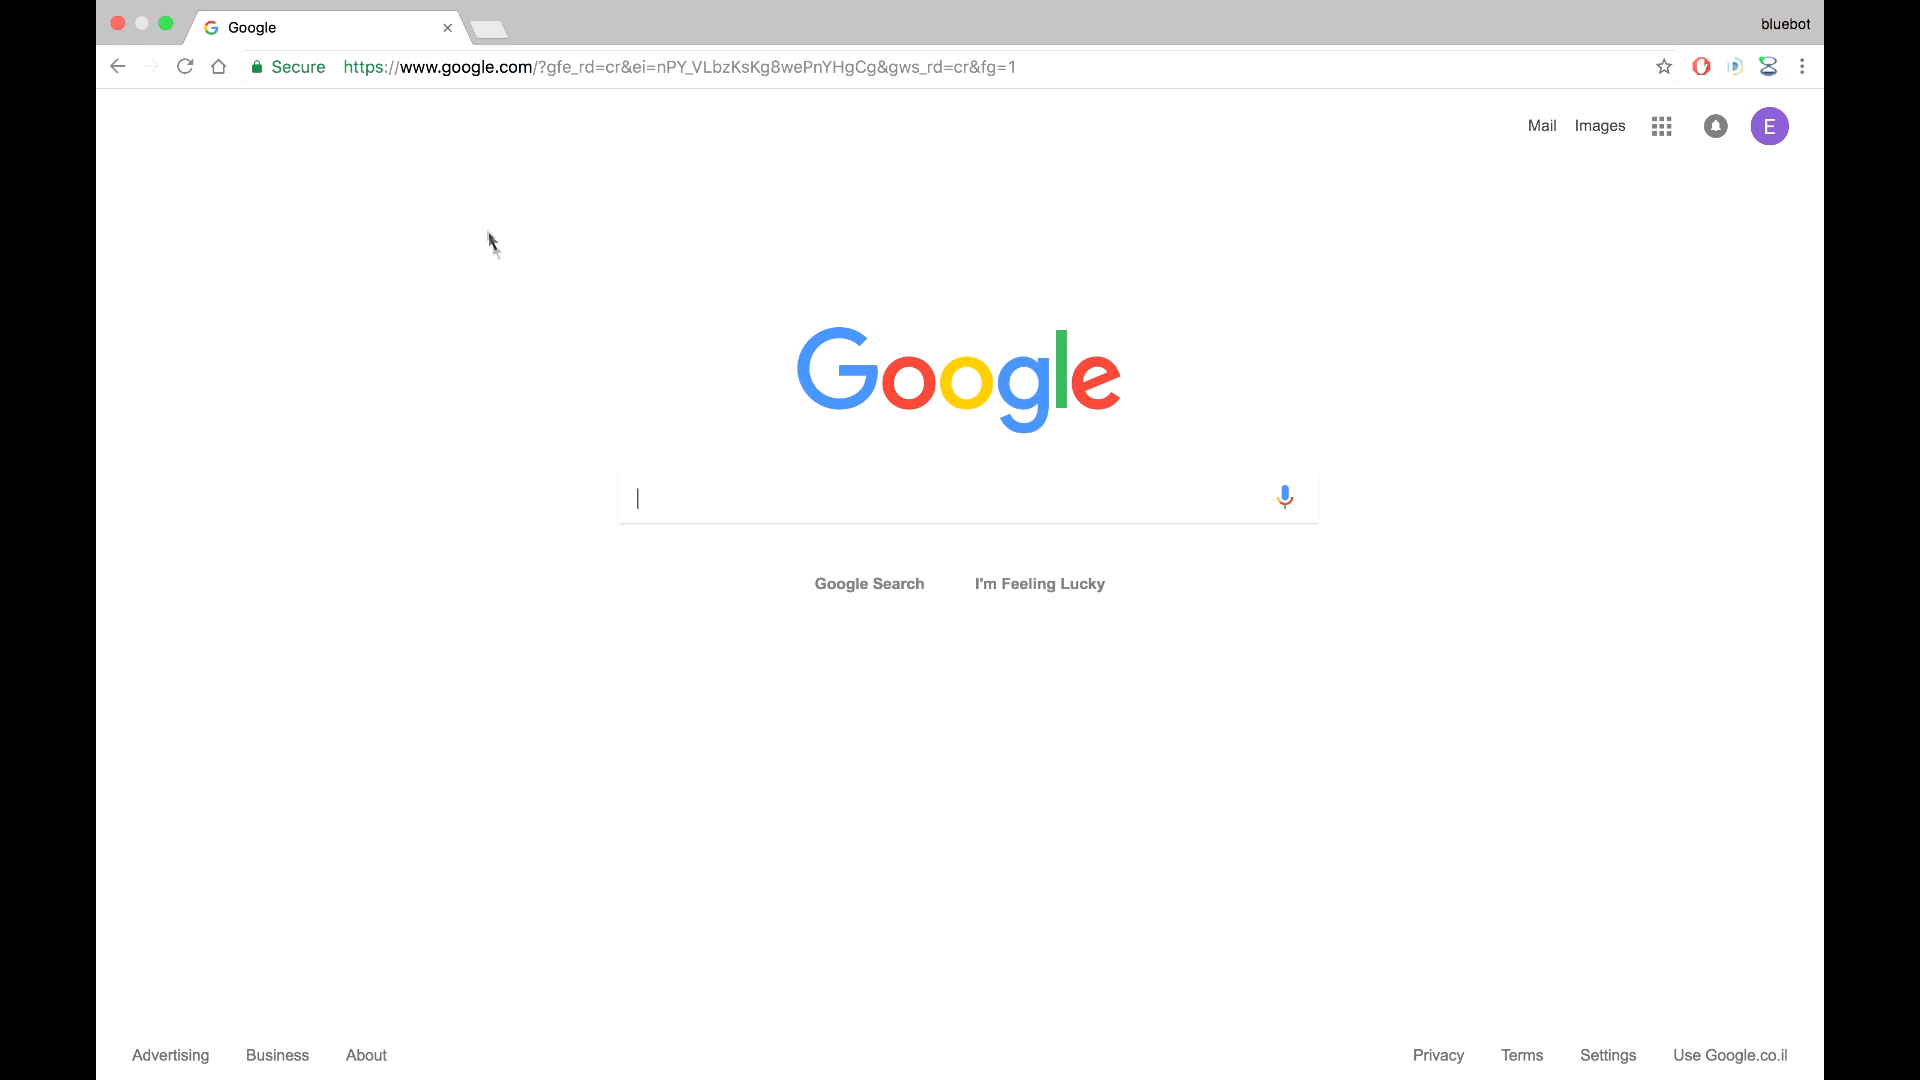 Google
bluebot
Secure https://www.google.com/?gfe_rd=cr&ei=nPY_VLbzKsKg8wePnYHgCg&gws_rd=cr&fg=1
Mail Images E
Google
Google Search I'm Feeling Lucky
Advertising Business About Privacy Terms Settings Use Google.co.il